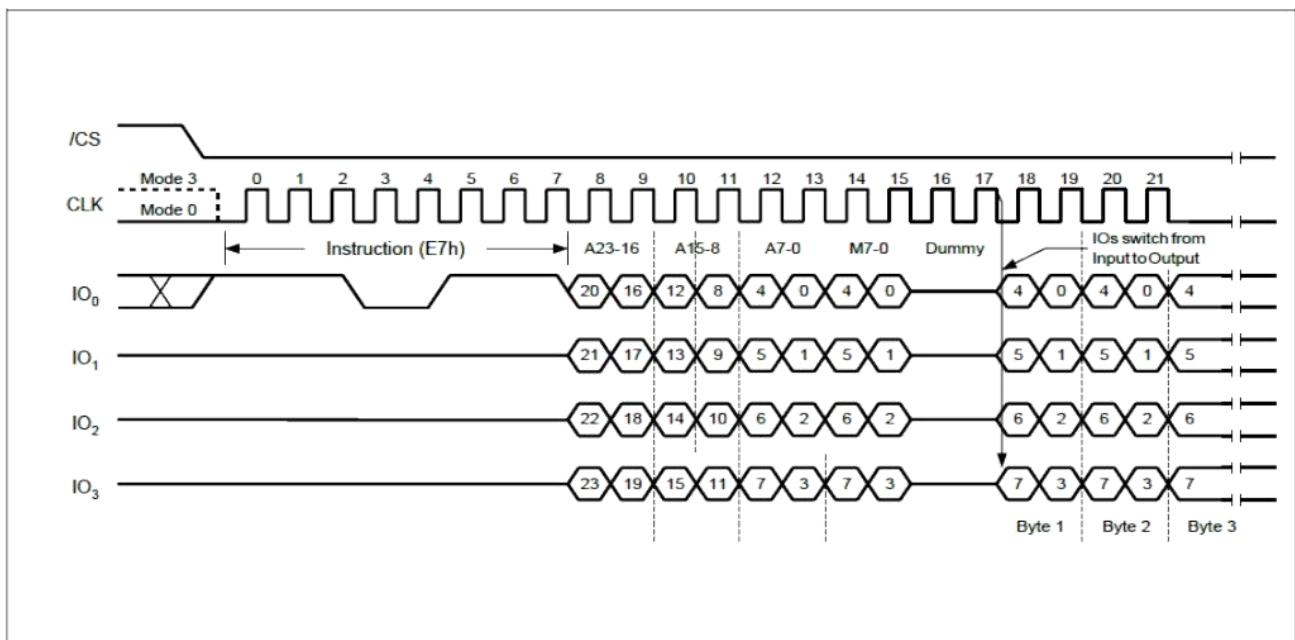 /CS
Mode 3 0 1 2 3 4 5 6 7 8 9 10 11 12 13 14 15 16 17 18 19 20 21
CLK
Mode 0
Instruction (E7h) A23-16 A15-8 A7-0 M7-0 Dummy IOs switch from
Input to Output
IO0 20 16 12 8 4 0 4 0 4 0 4 0 4
IO1 21 17 13 9 5 1 5 1 5 1 5 1 5
IO2 22 18 14 10 6 2 6 2 6 2 6 2 6
IO3 23 19 15 11 7 3 7 3 7 3 7 3 7
Byte 1 Byte 2 Byte 3